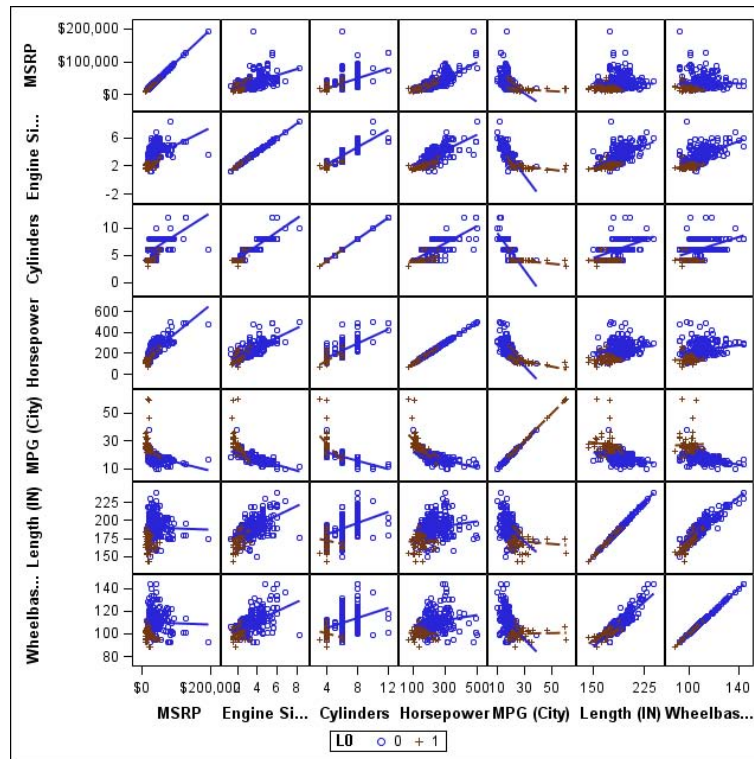 $200,000
$100,000
$0
MSRP
6
2
-2
Engine Si...
10
5
0
Cylinders
600
400
200
0
Horsepower
50
30
10
MPG (City)
225
200
175
150
Length (IN)
140
120
100
80
Wheelbas...
$0 $200,000 2 4 6 8 4 8 12 100 300 500 10 30 50 150 225 100 140
MSRP Engine Si... Cylinders Horsepower MPG (City) Length (IN) Wheelbas...
L0 0 1